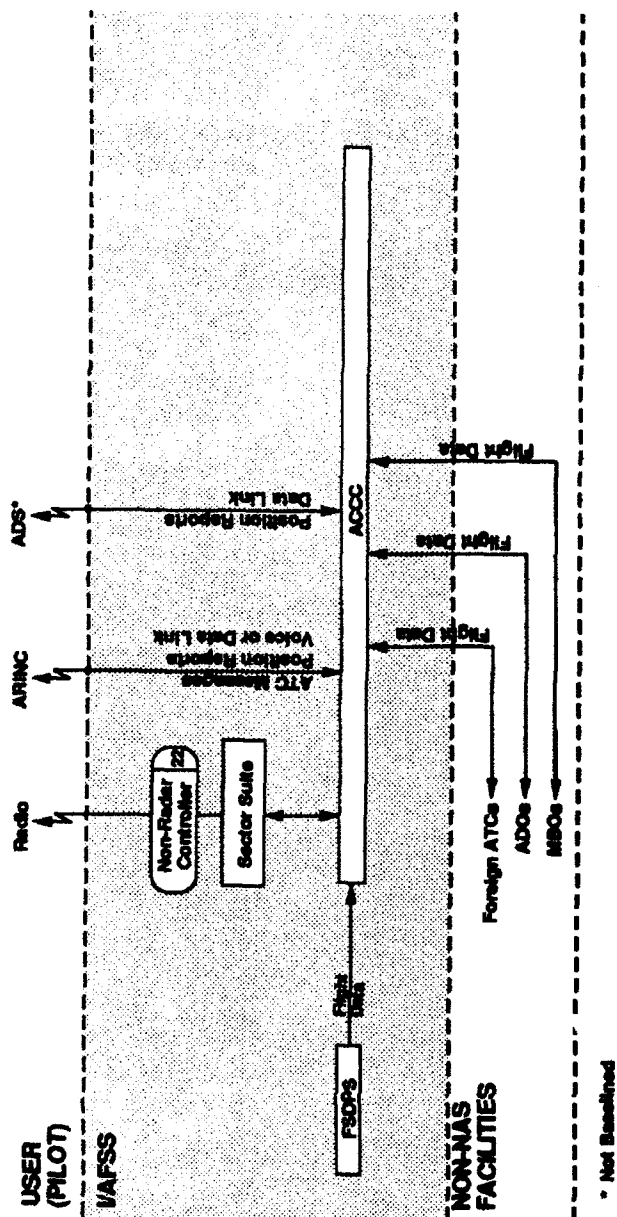 USER
(PILOT)
Radio
ARINC
ADS*
I/AFSS
Non-Radar
Controller
22
Sector Suite
ATC Messages
Position Reports
Voice or Data Link
Position Reports
Data Link
FSDPS
Flight
Data
ACCC
NON-NAS
FACILITIES
Flight Data
Flight Data
Flight Data
Foreign ATCs
ADOs
MBOs
* Not Baselined